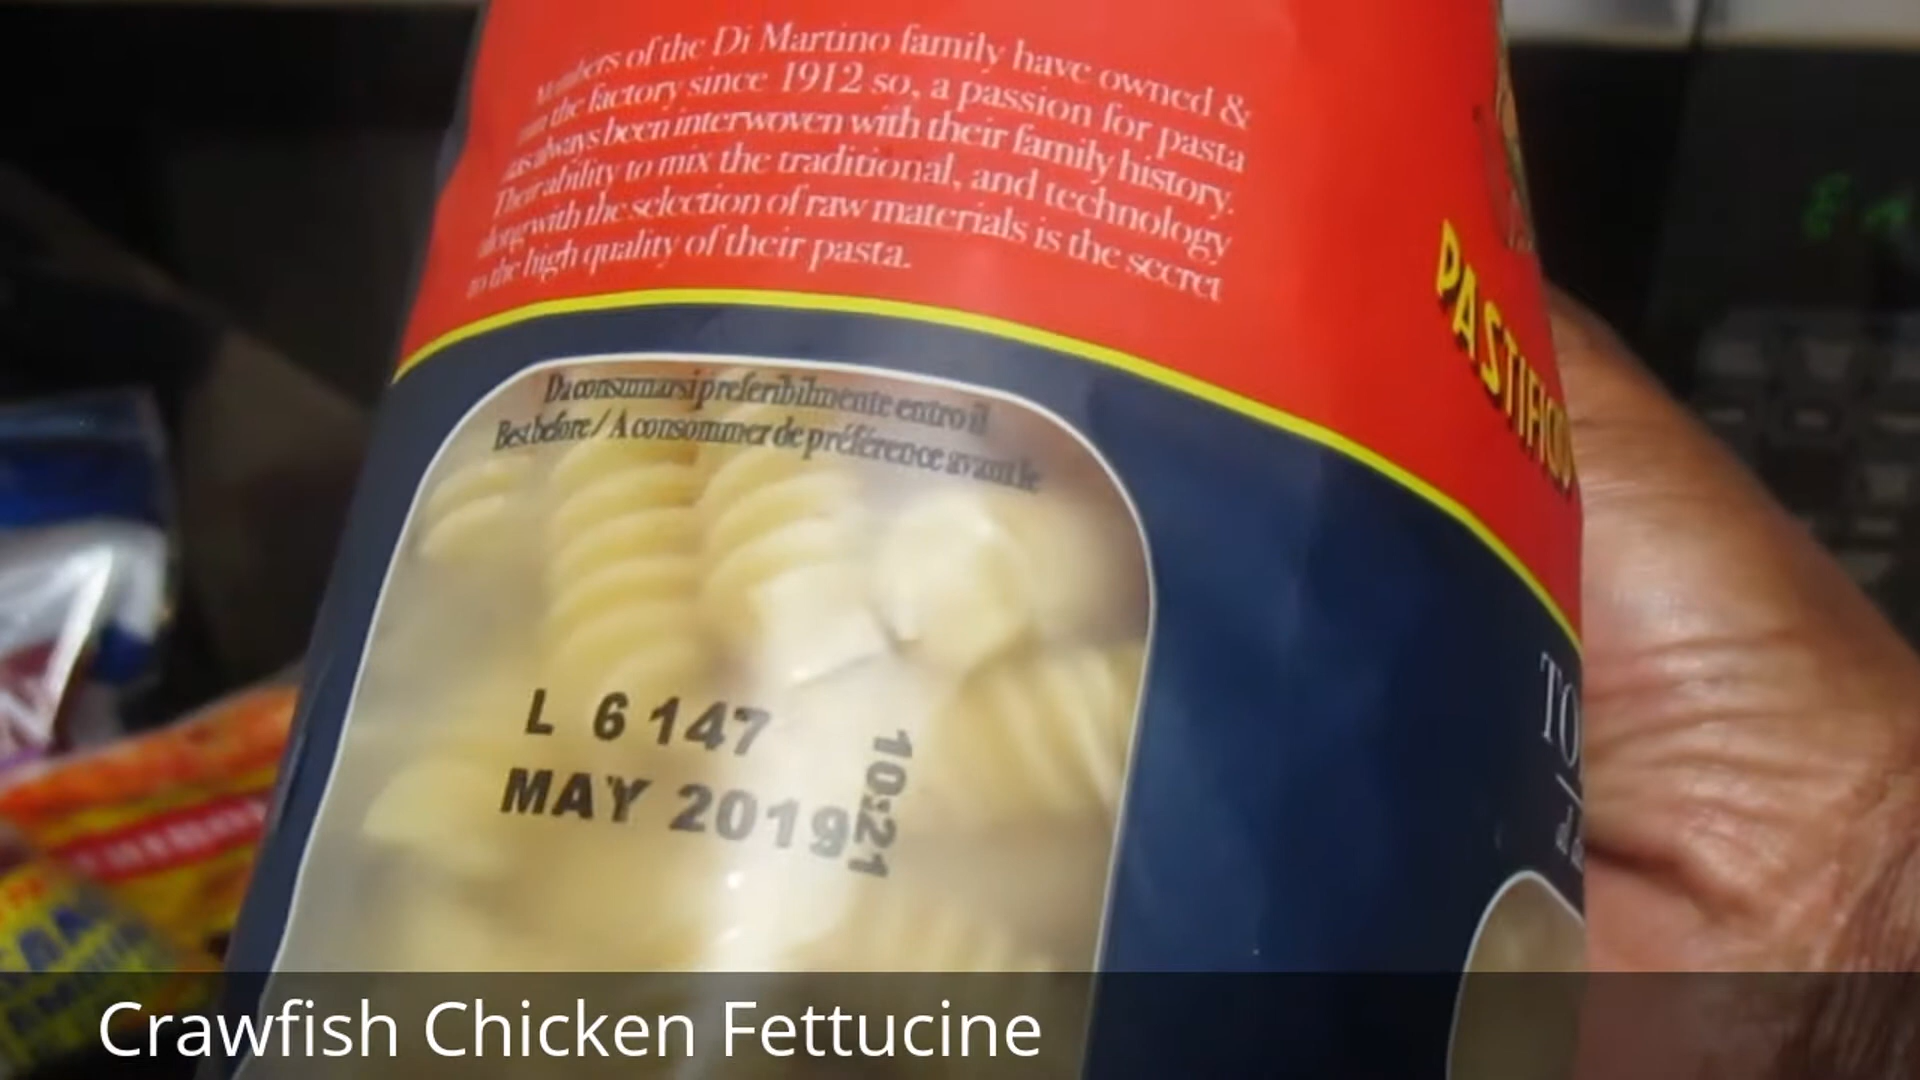 Members of the Di Martino family have owned &
run the factory since 1912 so, a passion for pasta
has always been interwoven with their family history.
Their ability to mix the traditional, and technology
along with the selection of raw materials is the secret
to the high quality of their pasta.
PASTIFICIO
Da consumarsi preferibilmente entro il
Best before / A consommer de préférence avant le
L 6 147
MAY 2019
10:21
TO
Crawfish Chicken Fettucine